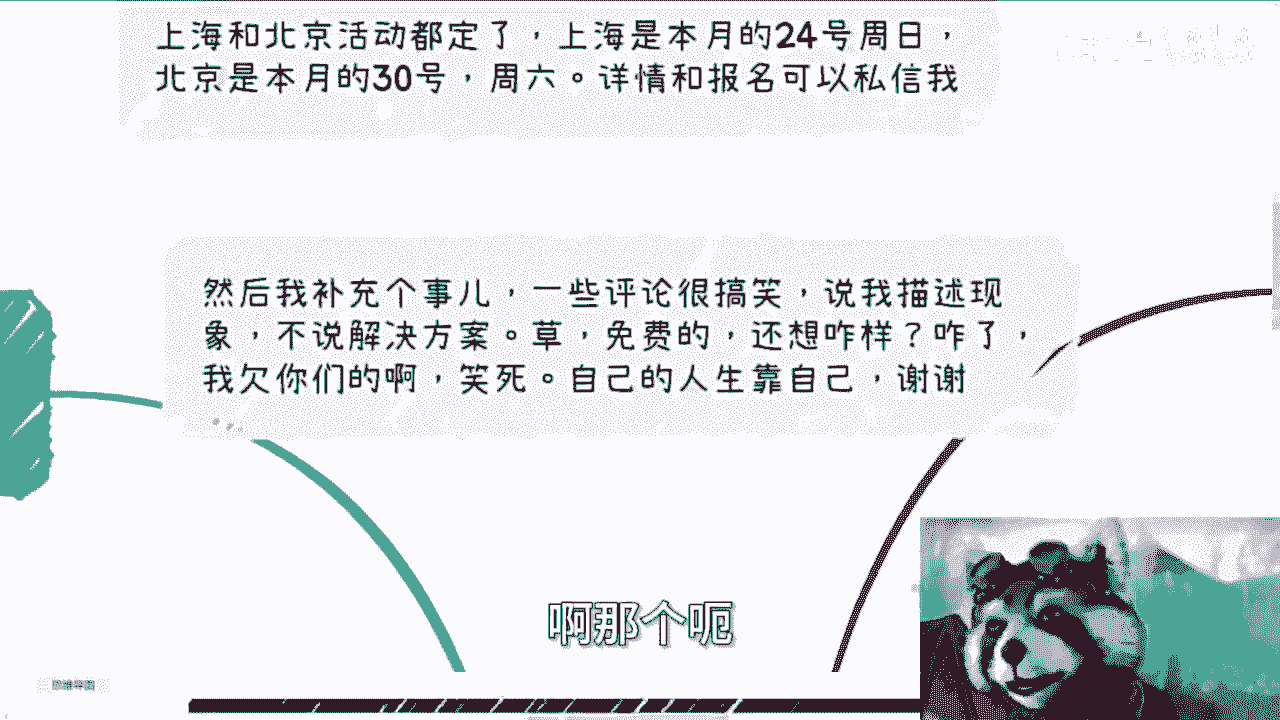 上海和北京活动都定了，上海是本月的24号周日，
北京是本月的30号，周六。详情和报名可以私信我
然后我补充个事儿，一些评论很搞笑，说我描述现
象，不说解决方案。草，免费的，还想咋样？咋了，
我欠你们的啊，笑死。自己的人生靠自己，谢谢
啊那个呃
思维导图